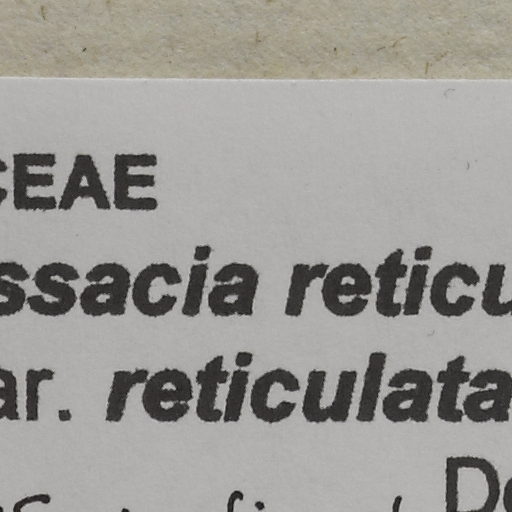 CEAE
ssacia reticu
ar. reticulata